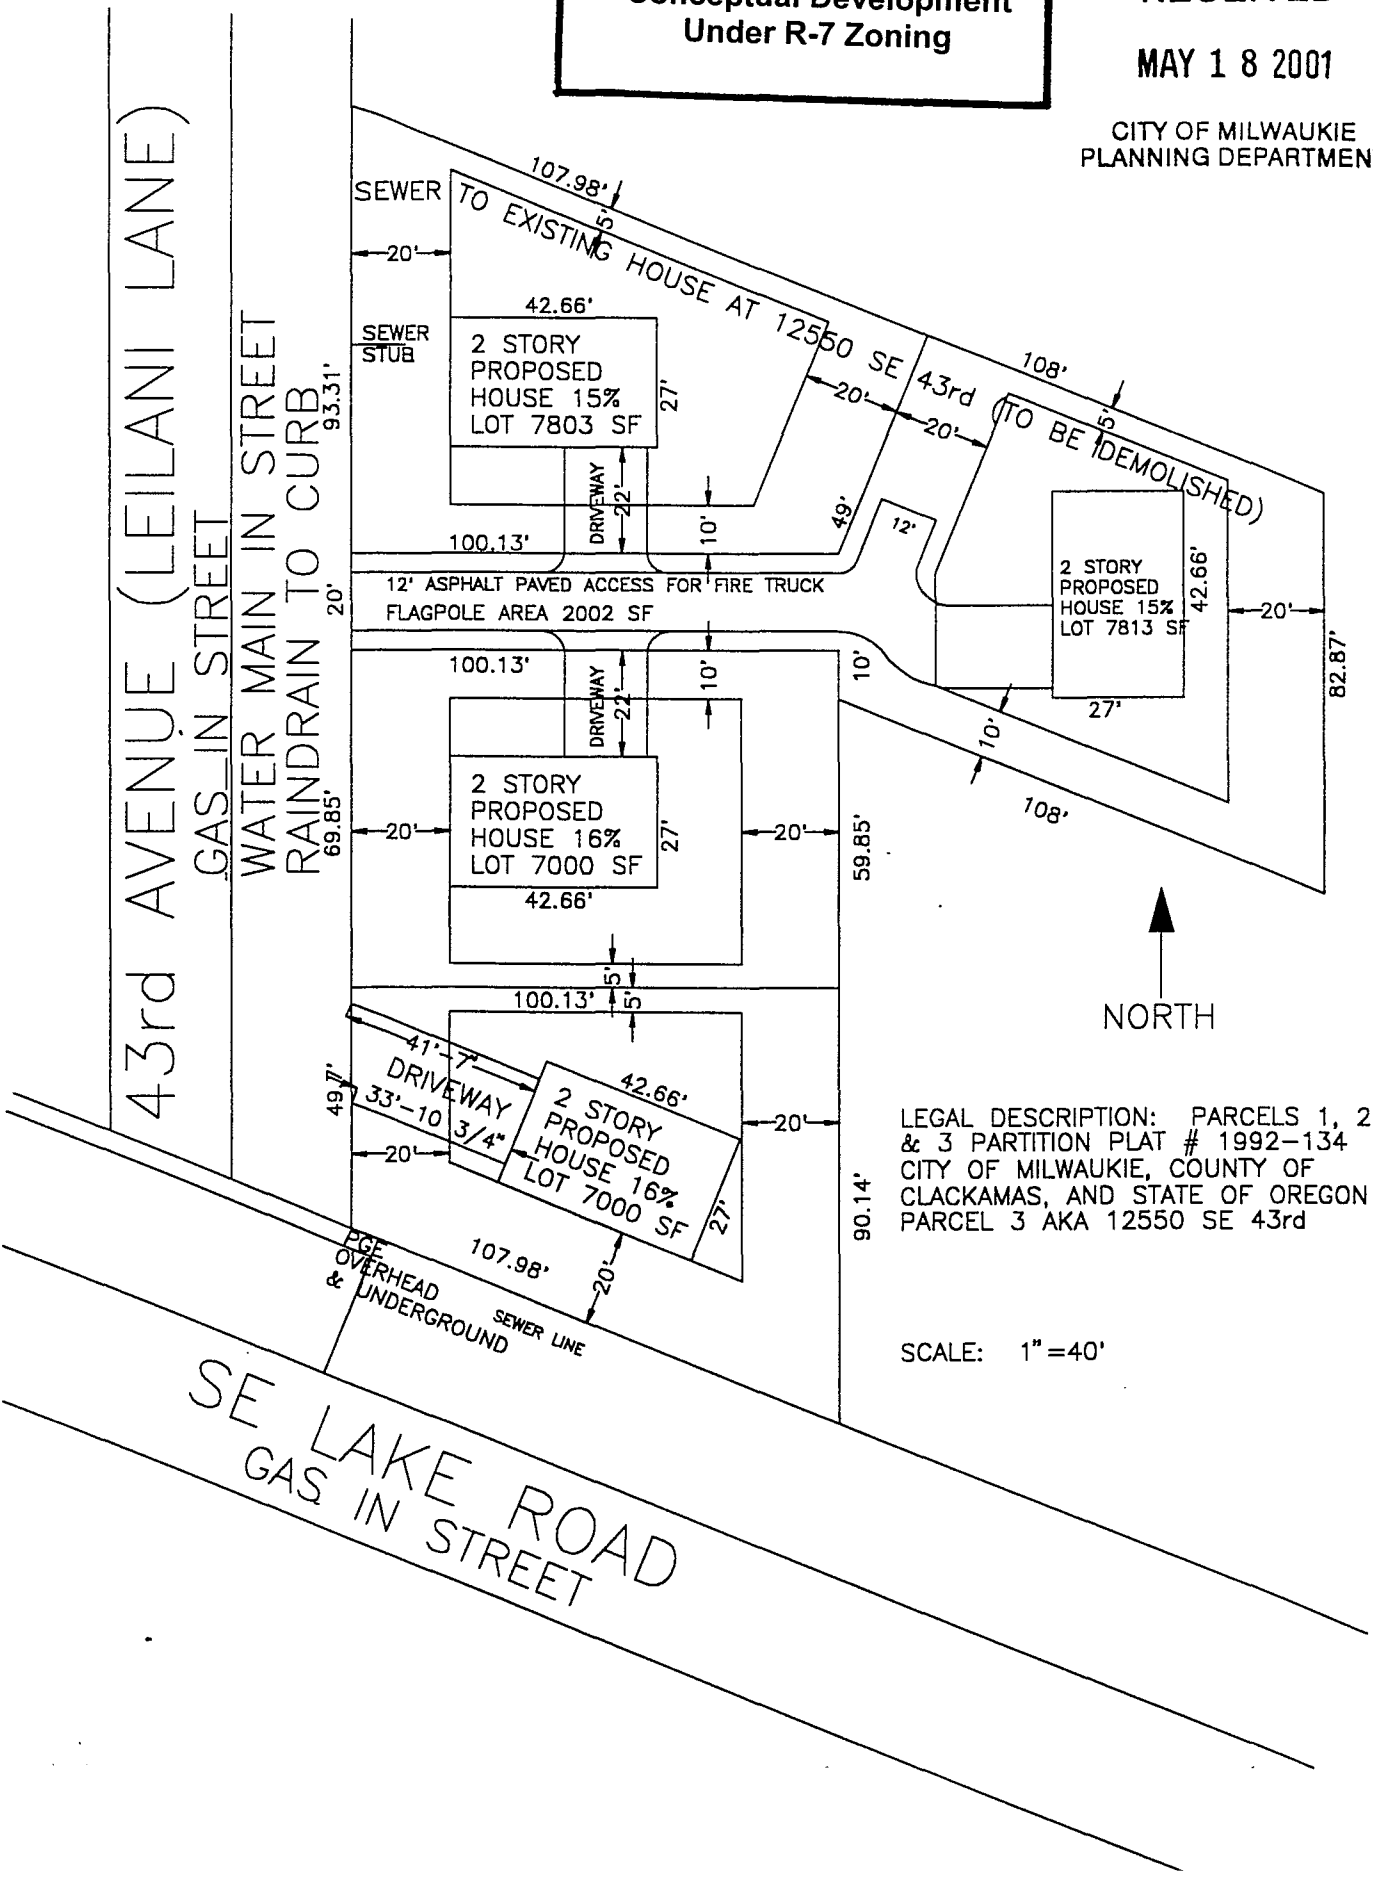 Conceptual Development
Under R-7 Zoning
RECEIVED
MAY 1 8 2001
CITY OF MILWAUKIE
PLANNING DEPARTMEN
43rd AVENUE (LEILANI LANE)
GAS IN STREET
WATER MAIN IN STREET
RAINDRAIN TO CURB
SEWER TO EXISTING HOUSE AT 12550 SE 43rd (TO BE DEMOLISHED)
107.98'
5'
20'
42.66'
SEWER
STUB
2 STORY
PROPOSED
HOUSE 15%
LOT 7803 SF
27'
93.31'
20'
20'
108'
5'
DRIVEWAY
22'
10'
49'
12'
100.13'
12' ASPHALT PAVED ACCESS FOR FIRE TRUCK
FLAGPOLE AREA 2002 SF
20'
2 STORY
PROPOSED
HOUSE 15%
LOT 7813 SF
42.66'
20'
82.87'
27'
10'
108'
100.13'
DRIVEWAY
22'
10'
10'
2 STORY
PROPOSED
HOUSE 16%
LOT 7000 SF
27'
42.66'
69.85'
20'
20'
59.85'
5'
100.13'
5'
NORTH
41'-7"
DRIVEWAY
33'-10 3/4"
20'
42.66'
2 STORY
PROPOSED
HOUSE 16%
LOT 7000 SF
27'
20'
90.14'
107.98'
20'
PGE
OVERHEAD
& UNDERGROUND
SEWER LINE
LEGAL DESCRIPTION: PARCELS 1, 2
& 3 PARTITION PLAT # 1992-134
CITY OF MILWAUKIE, COUNTY OF
CLACKAMAS, AND STATE OF OREGON
PARCEL 3 AKA 12550 SE 43rd
SCALE: 1"=40'
SE LAKE ROAD
GAS IN STREET